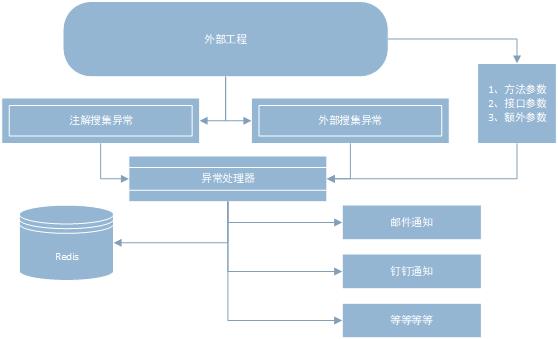 外部工程
1、方法参数
2、接口参数
3、额外参数
注解搜集异常
外部搜集异常
异常处理器
邮件通知
Redis
钉钉通知
等等等等